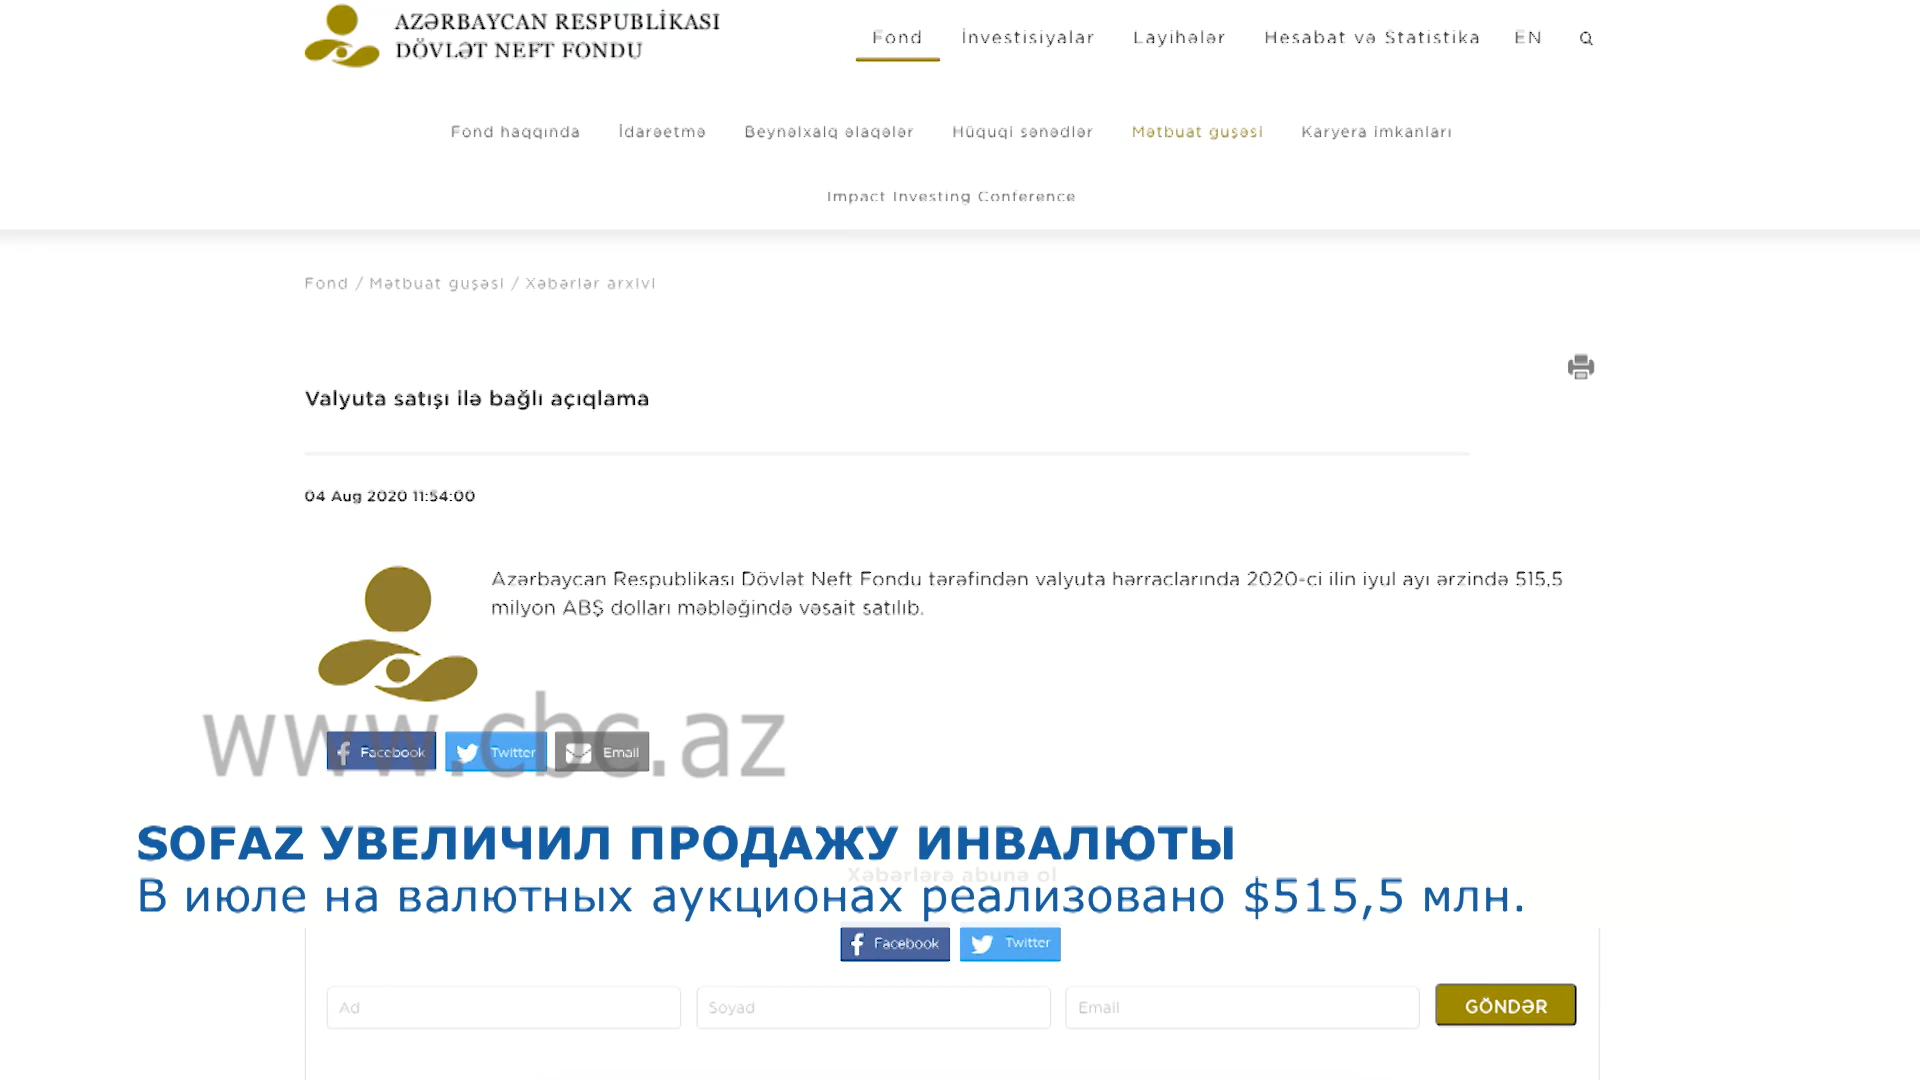 AZƏRBAYCAN RESPUBLİKASI
DÖVLƏT NEFT FONDU
Fond İnvestisiyalar Layihələr Hesabat və Statistika EN
Fond haqqında İdarəetmə Beynəlxalq əlaqələr Hüquqi sənədlər Mətbuat guşəsi Karyera imkanları
Impact Investing Conference
Fond / Mətbuat guşəsi / Xəbərlər arxivi
Valyuta satışı ilə bağlı açıqlama
04 Aug 2020 11:54:00
Azərbaycan Respublikası Dövlət Neft Fondu tərəfindən valyuta hərraclarında 2020-ci ilin iyul ayı ərzində 515,5
milyon ABŞ dolları məbləğində vəsait satılıb.
www.cbc.az
Facebook Twitter Email
SOFAZ УВЕЛИЧИЛ ПРОДАЖУ ИНВАЛЮТЫ
Xəbərlərə abunə ol
В июле на валютных аукционах реализовано $515,5 млн.
Facebook Twitter
Ad Soyad Email GÖNDƏR